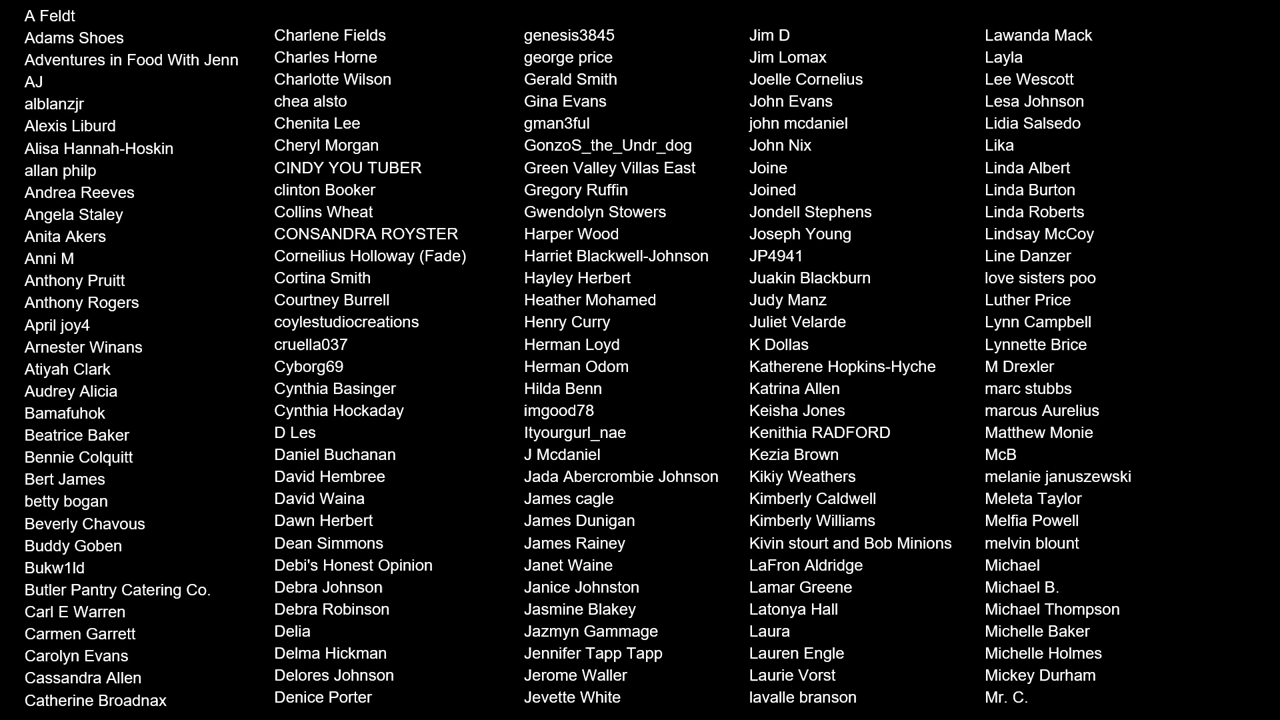 A Feldt
Adams Shoes
Adventures in Food With Jenn
AJ
alblanzjr
Alexis Liburd
Alisa Hannah-Hoskin
allan philp
Andrea Reeves
Angela Staley
Anita Akers
Anni M
Anthony Pruitt
Anthony Rogers
April joy4
Arnester Winans
Atiyah Clark
Audrey Alicia
Bamafuhok
Beatrice Baker
Bennie Colquitt
Bert James
betty bogan
Beverly Chavous
Buddy Goben
Bukw1ld
Butler Pantry Catering Co.
Carl E Warren
Carmen Garrett
Carolyn Evans
Cassandra Allen
Catherine Broadnax
Charlene Fields
Charles Horne
Charlotte Wilson
chea alsto
Chenita Lee
Cheryl Morgan
CINDY YOU TUBER
clinton Booker
Collins Wheat
CONSANDRA ROYSTER
Corneilius Holloway (Fade)
Cortina Smith
Courtney Burrell
coylestudiocreations
cruella037
Cyborg69
Cynthia Basinger
Cynthia Hockaday
D Les
Daniel Buchanan
David Hembree
David Waina
Dawn Herbert
Dean Simmons
Debi's Honest Opinion
Debra Johnson
Debra Robinson
Delia
Delma Hickman
Delores Johnson
Denice Porter
genesis3845
george price
Gerald Smith
Gina Evans
gman3ful
GonzoS_the_Undr_dog
Green Valley Villas East
Gregory Ruffin
Gwendolyn Stowers
Harper Wood
Harriet Blackwell-Johnson
Hayley Herbert
Heather Mohamed
Henry Curry
Herman Loyd
Herman Odom
Hilda Benn
imgood78
Ityourgurl_nae
J Mcdaniel
Jada Abercrombie Johnson
James cagle
James Dunigan
James Rainey
Janet Waine
Janice Johnston
Jasmine Blakey
Jazmyn Gammage
Jennifer Tapp Tapp
Jerome Waller
Jevette White
Jim D
Jim Lomax
Joelle Cornelius
John Evans
john mcdaniel
John Nix
Joine
Joined
Jondell Stephens
Joseph Young
JP4941
Juakin Blackburn
Judy Manz
Juliet Velarde
K Dollas
Katherene Hopkins-Hyche
Katrina Allen
Keisha Jones
Kenithia RADFORD
Kezia Brown
Kikiy Weathers
Kimberly Caldwell
Kimberly Williams
Kivin stourt and Bob Minions
LaFron Aldridge
Lamar Greene
Latonya Hall
Laura
Lauren Engle
Laurie Vorst
lavalle branson
Lawanda Mack
Layla
Lee Wescott
Lesa Johnson
Lidia Salsedo
Lika
Linda Albert
Linda Burton
Linda Roberts
Lindsay McCoy
Line Danzer
love sisters poo
Luther Price
Lynn Campbell
Lynnette Brice
M Drexler
marc stubbs
marcus Aurelius
Matthew Monie
McB
melanie januszewski
Meleta Taylor
Melfia Powell
melvin blount
Michael
Michael B.
Michael Thompson
Michelle Baker
Michelle Holmes
Mickey Durham
Mr. C.